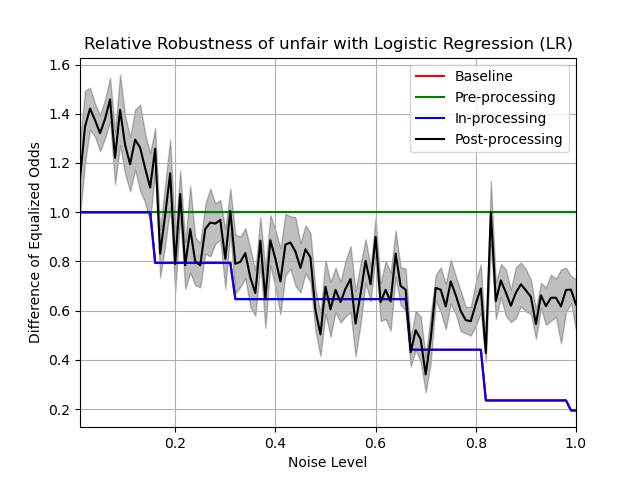 Relative Robustness of unfair with Logistic Regression (LR)
Difference of Equalized Odds
1.6
1.4
1.2
1.0
0.8
0.6
0.4
0.2
Baseline
Pre-processing
In-processing
Post-processing
0.2 0.4 0.6 0.8 1.0
Noise Level